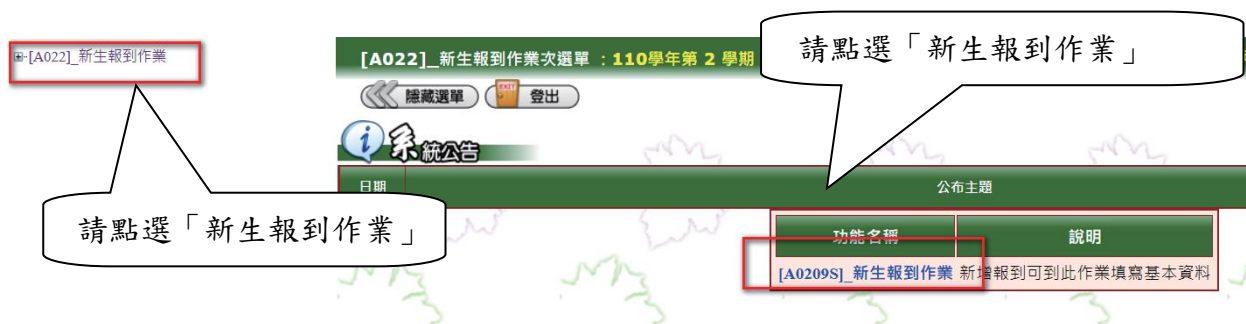 [A022]_新生報到作業
請點選「新生報到作業」
[A022]_新生報到作業次選單：110學年第 2 學期
請點選「新生報到作業」
隱藏選單
EXIT 登出
i 系統公告
日期 公布主題
功能名稱 說明
[A0209S]_新生報到作業 新增報到可到此作業填寫基本資料